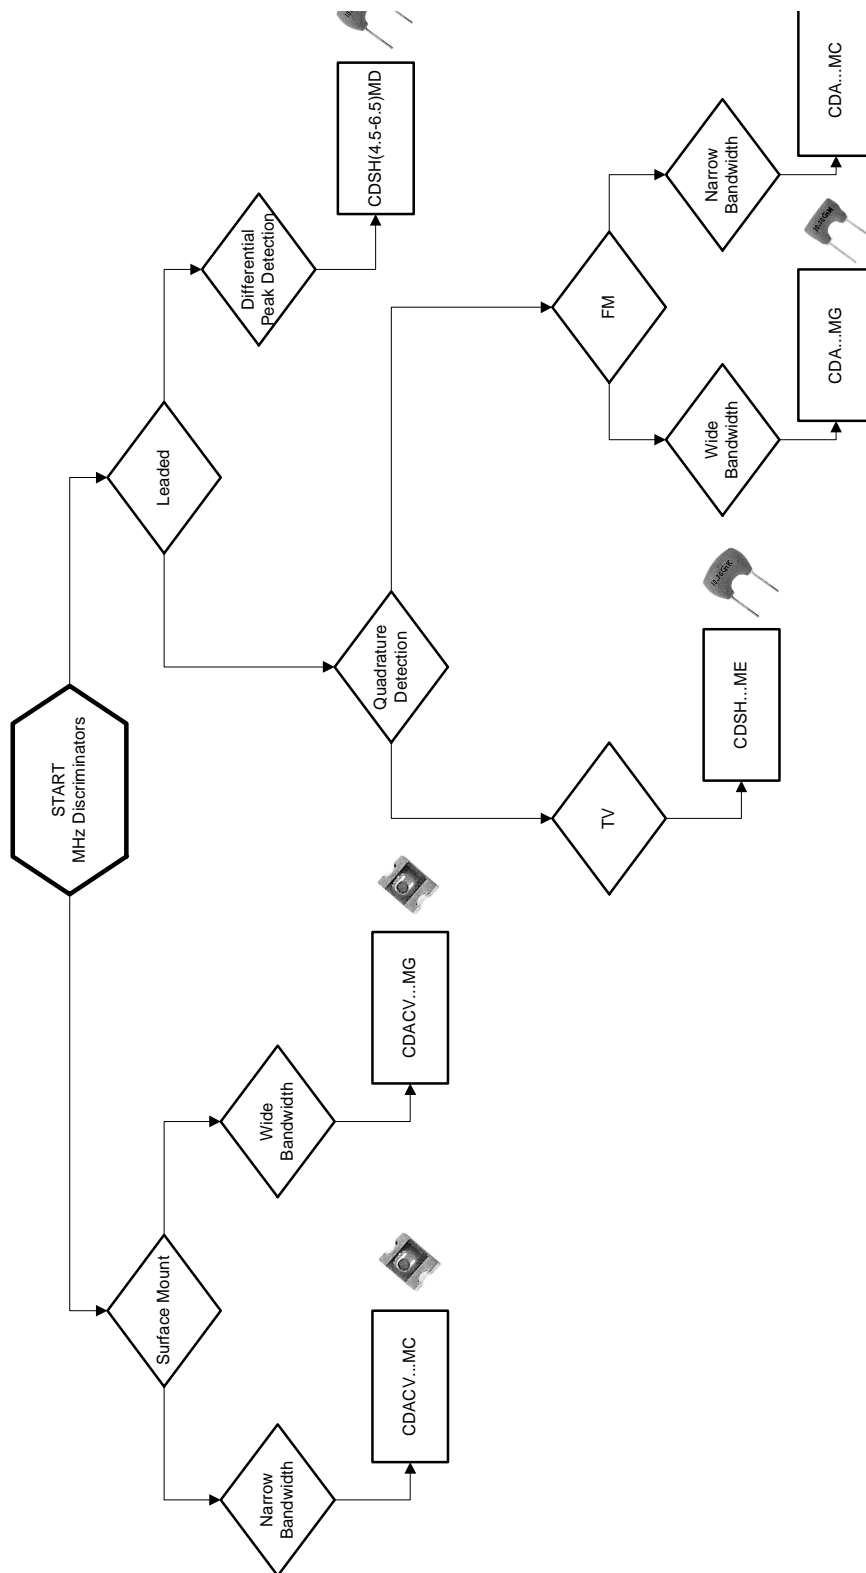 START
MHz Discriminators
Surface Mount
Leaded
Narrow
Bandwidth
Wide
Bandwidth
Quadrature
Detection
Differential
Peak Detection
CDACV...MC
CDACV...MG
CDSH(4.5-6.5)MD
TV
FM
CDSH...ME
Wide
Bandwidth
Narrow
Bandwidth
CDA...MG
CDA...MC